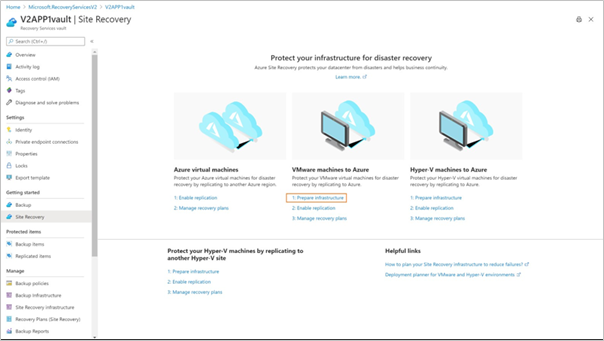 Home > Microsoft.RecoveryServicesV2 > V2APP1vault >
V2APP1vault | Site Recovery
Recovery Services vault
Search (Ctrl+/)
Overview
Activity log
Access control (IAM)
Tags
Diagnose and solve problems
Settings
Identity
Private endpoint connections
Properties
Locks
Export template
Getting started
Backup
Site Recovery
Protected items
Backup items
Replicated items
Manage
Backup policies
Backup Infrastructure
Site Recovery infrastructure
Recovery Plans (Site Recovery)
Backup Reports
Protect your infrastructure for disaster recovery
Azure Site Recovery protects your datacenter from disasters and helps business continuity.
Learn more.
Azure virtual machines
Protect your Azure virtual machines for disaster
recovery by replicating to another Azure region.
1: Enable replication
2: Manage recovery plans
VMware machines to Azure
Protect your VMware virtual machines for disaster
recovery by replicating to Azure.
1: Prepare infrastructure
2: Enable replication
3: Manage recovery plans
Hyper-V machines to Azure
Protect your Hyper-V virtual machines for disaster
recovery by replicating to Azure.
1: Prepare infrastructure
2: Enable replication
3: Manage recovery plans
Protect your Hyper-V machines by replicating to
another Hyper-V site
1: Prepare infrastructure
2: Enable replication
3: Manage recovery plans
Helpful links
How to plan your Site Recovery infrastructure to reduce failures?
Deployment planner for VMware and Hyper-V environments